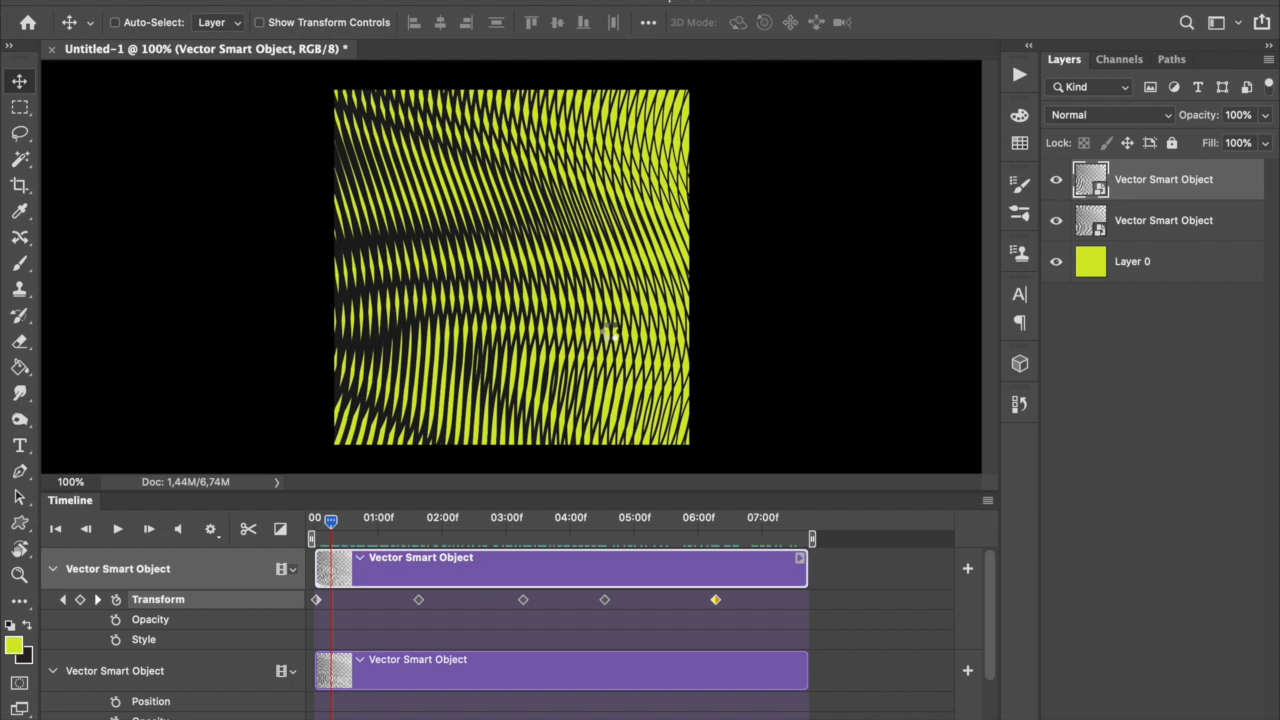 Auto-Select: Layer Show Transform Controls 3D Mode:
Untitled-1 @ 100% (Vector Smart Object, RGB/8) *
Layers Channels Paths
Kind
Normal Opacity: 100%
Lock: Fill: 100%
Vector Smart Object
Vector Smart Object
Layer 0
100% Doc: 1,44M/6,74M
Timeline
00 01:00f 02:00f 03:00f 04:00f 05:00f 06:00f 07:00f
Vector Smart Object Vector Smart Object
Transform
Opacity
Style
Vector Smart Object Vector Smart Object
Position